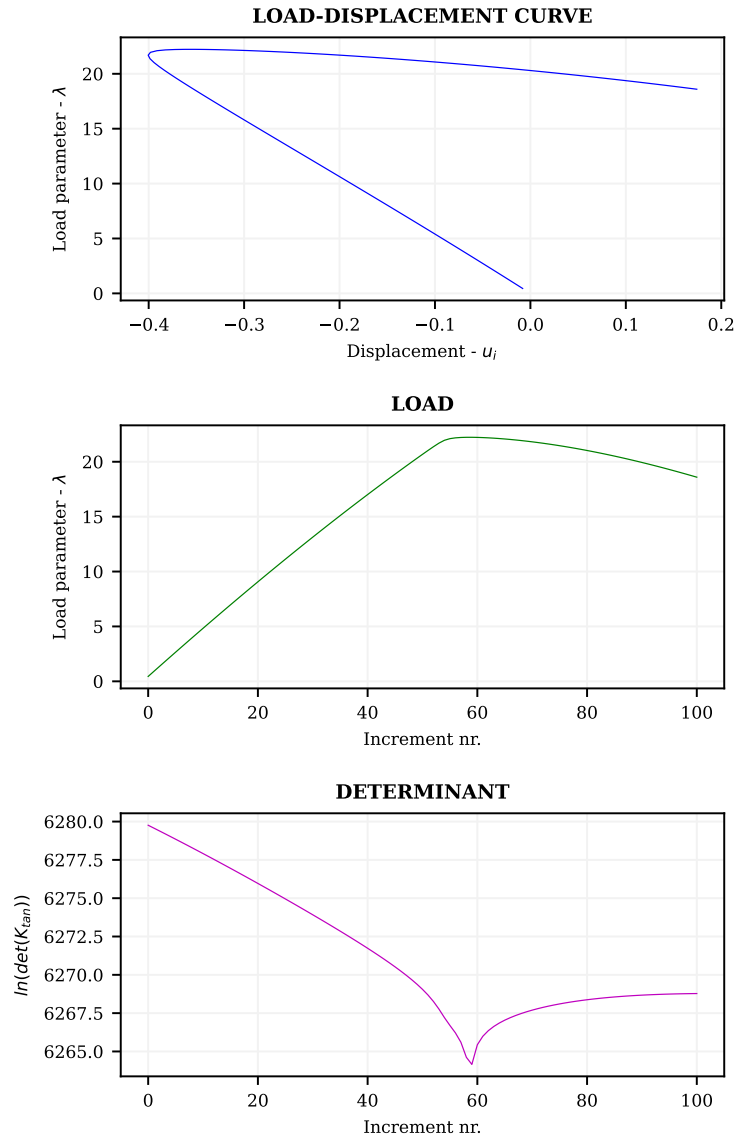 LOAD-DISPLACEMENT CURVE
Load parameter - λ
20
15
10
5
0
−0.4 −0.3 −0.2 −0.1 0.0 0.1 0.2
Displacement - u_i
LOAD
Load parameter - λ
20
15
10
5
0
0 20 40 60 80 100
Increment nr.
DETERMINANT
ln(det(K_tan))
6280.0
6277.5
6275.0
6272.5
6270.0
6267.5
6265.0
0 20 40 60 80 100
Increment nr.